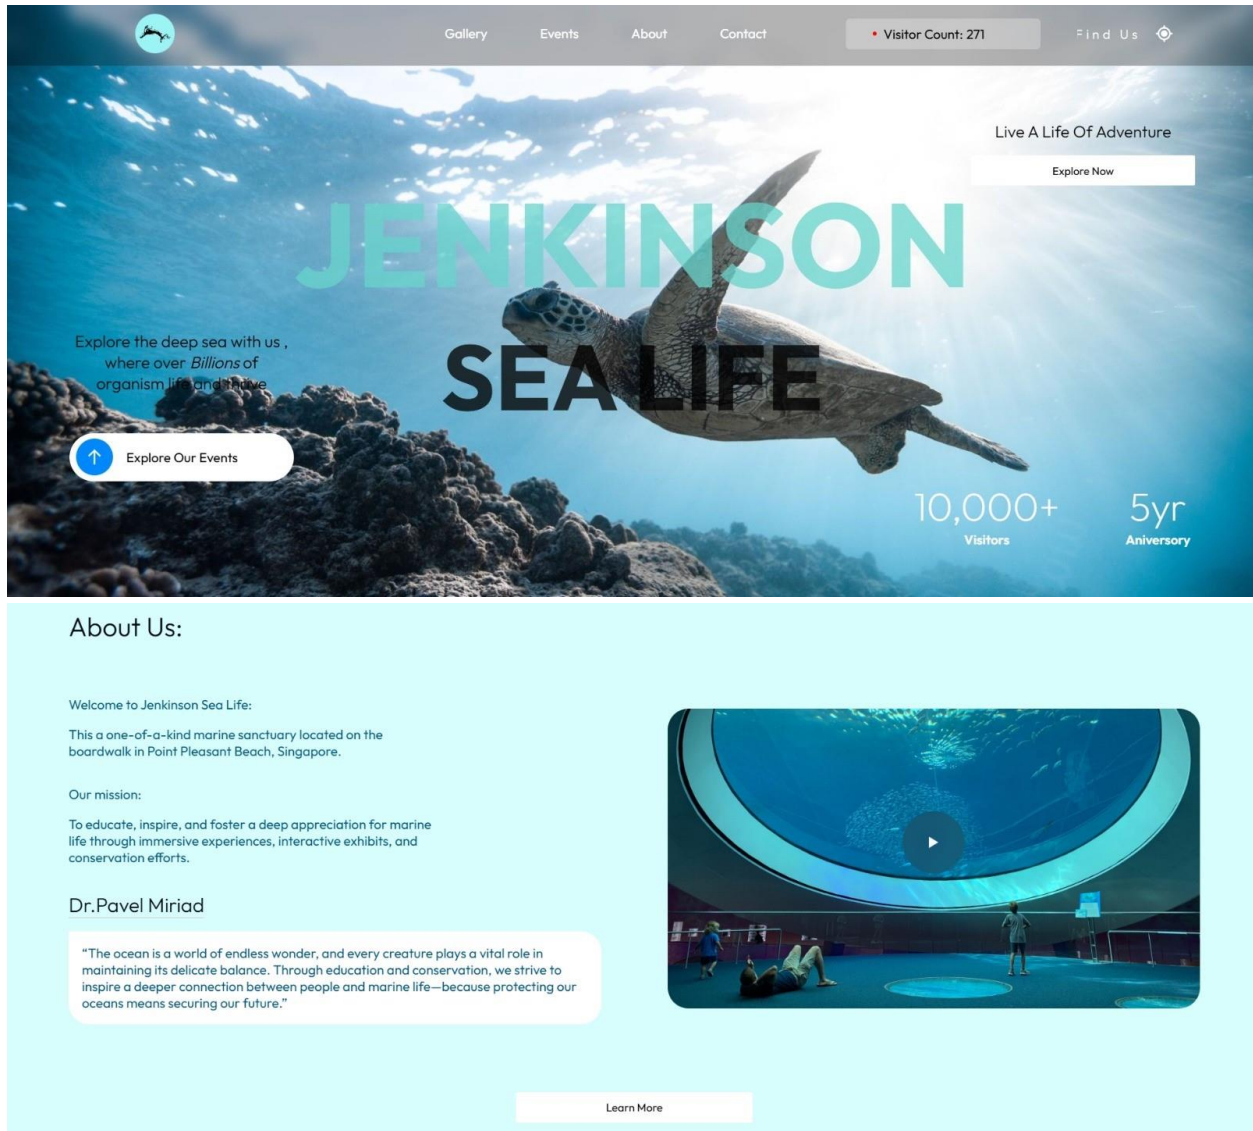 Gallery Events About Contact • Visitor Count: 271 Find Us
Live A Life Of Adventure
Explore Now
JENKINSON
SEA LIFE
Explore the deep sea with us ,
where over Billions of
organism life and thrive
Explore Our Events
10,000+
Visitors
5yr
Aniversory
About Us:
Welcome to Jenkinson Sea Life:
This a one-of-a-kind marine sanctuary located on the
boardwalk in Point Pleasant Beach, Singapore.
Our mission:
To educate, inspire, and foster a deep appreciation for marine
life through immersive experiences, interactive exhibits, and
conservation efforts.
Dr.Pavel Miriad
“The ocean is a world of endless wonder, and every creature plays a vital role in
maintaining its delicate balance. Through education and conservation, we strive to
inspire a deeper connection between people and marine life—because protecting our
oceans means securing our future.”
Learn More